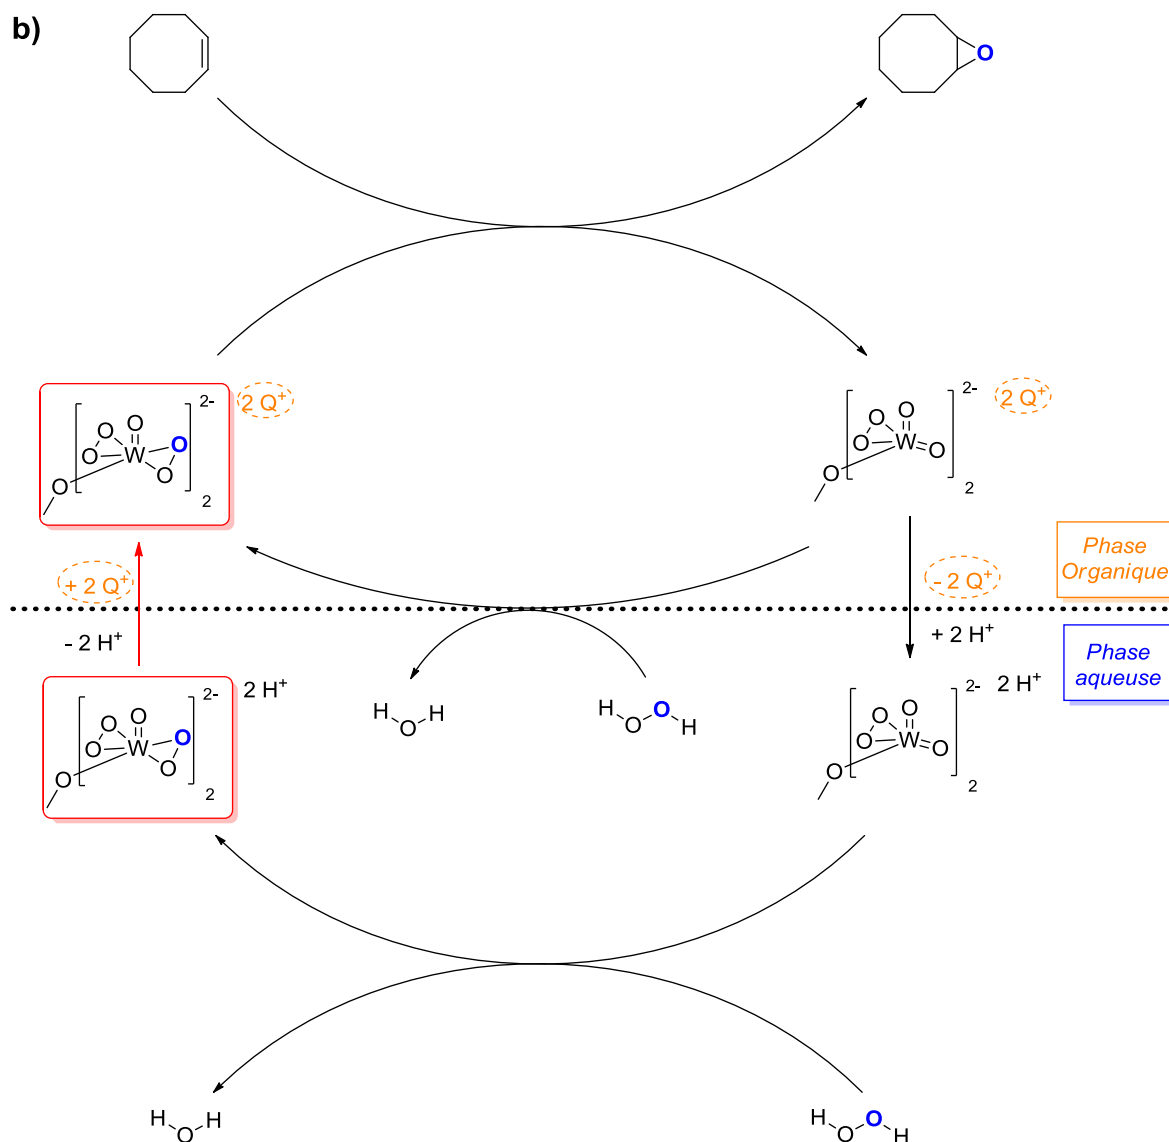 b)
O
2-
2 Q+
O
O
O
W
O
O
O
2
2-
2 Q+
O
O
O
W
O
O
2
+ 2 Q+
- 2 H+
- 2 Q+
+ 2 H+
Phase
Organique
Phase
aqueuse
2-
2 H+
O
O
O
W
O
O
O
2
H
O
H
H
O
O
H
2-
2 H+
O
O
O
W
O
O
2
H
O
H
H
O
O
H